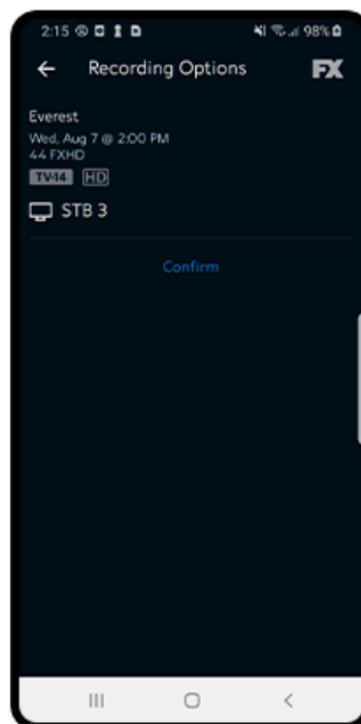 2:15 98%
Recording Options FX
Everest
Wed, Aug 7 @ 2:00 PM
44 FXHD
TV-14 HD
STB 3
Confirm